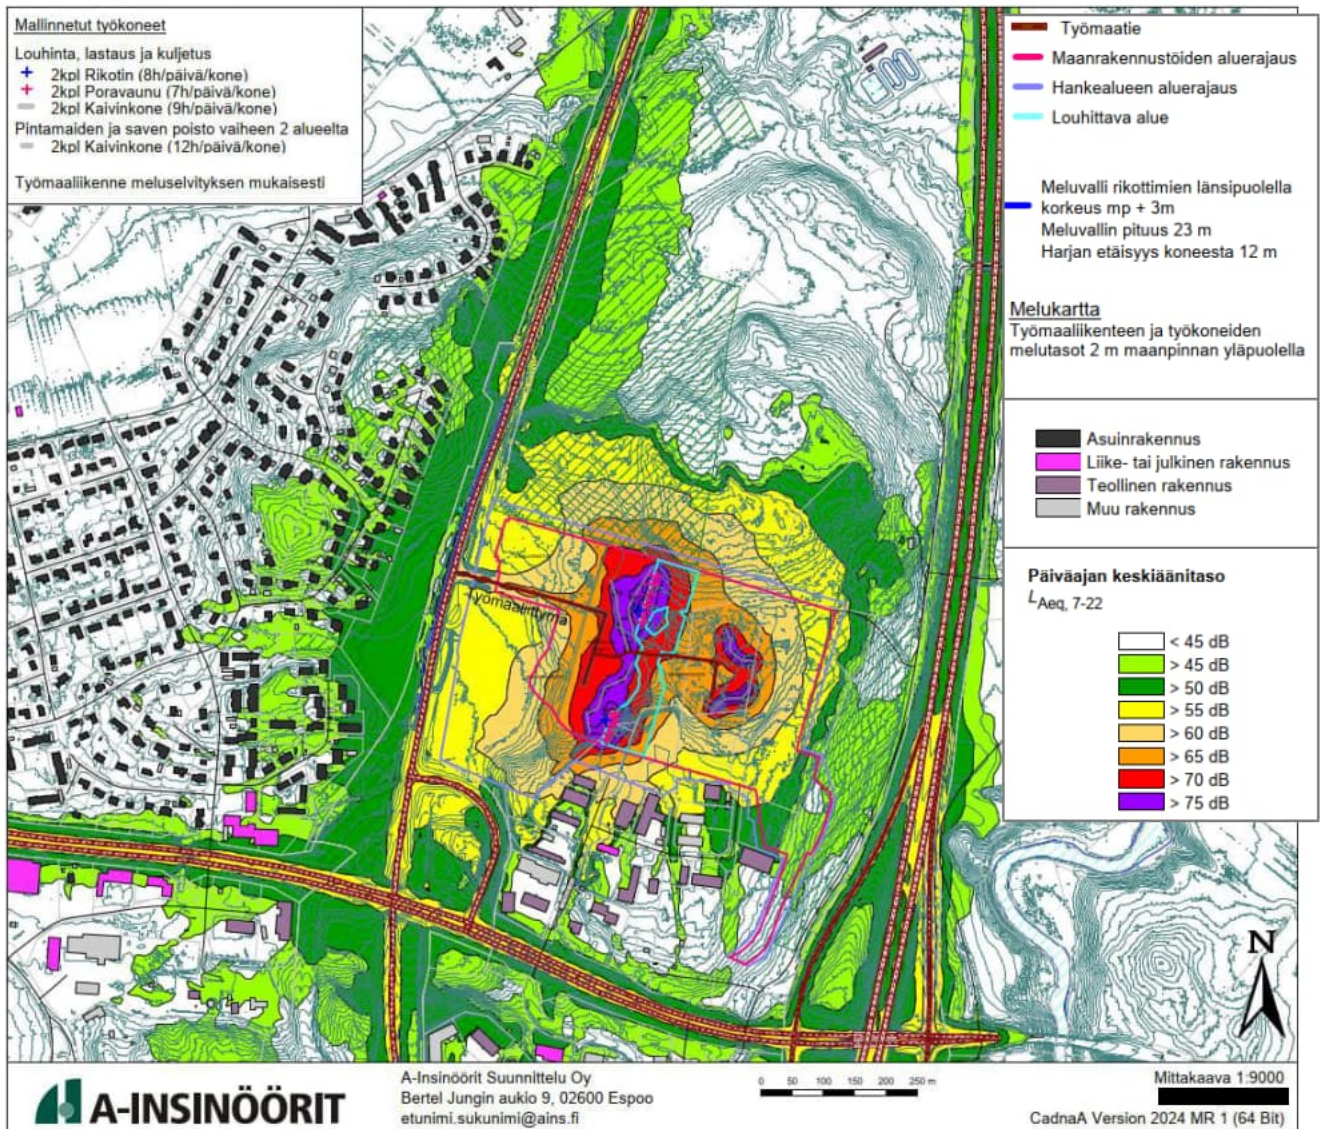 Mallinnetut työkoneet
Louhinta, lastaus ja kuljetus
2kpl Rikotin (8h/päivä/kone)
2kpl Poravaunu (7h/päivä/kone)
2kpl Kaivinkone (9h/päivä/kone)
Pintamaiden ja saven poisto vaiheen 2 alueelta
2kpl Kaivinkone (12h/päivä/kone)
Työmaaliikenne meluselvityksen mukaisesti
Työmaatie
Maanrakennustöiden aluerajaus
Hankealueen aluerajaus
Louhittava alue
Meluvalli rikottimien länsipuolella
korkeus mp + 3m
Meluvallin pituus 23 m
Harjan etäisyys koneesta 12 m
Melukartta
Työmaaliikenteen ja työkoneiden
melutasot 2 m maanpinnan yläpuolella
Asuinrakennus
Liike- tai julkinen rakennus
Teollinen rakennus
Muu rakennus
Päiväajan keskiäänitaso
LAeq, 7-22
< 45 dB
> 45 dB
> 50 dB
> 55 dB
> 60 dB
> 65 dB
> 70 dB
> 75 dB
Työmaaliittymä
N
A-INSINÖÖRIT
A-Insinöörit Suunnittelu Oy
Bertel Jungin aukio 9, 02600 Espoo
etunimi.sukunimi@ains.fi
0 50 100 150 200 250 m
Mittakaava 1:9000
CadnaA Version 2024 MR 1 (64 Bit)